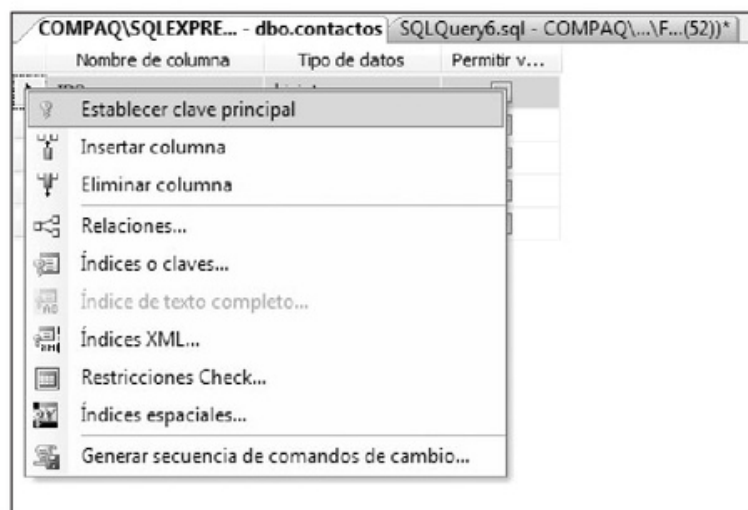 COMPAQ\SQLEXPRE... - dbo.contactos SQLQuery6.sql - COMPAQ\...\F...(52))*
Nombre de columna Tipo de datos Permitir v...
Establecer clave principal
Insertar columna
Eliminar columna
Relaciones...
Índices o claves...
Índice de texto completo...
Índices XML...
Restricciones Check...
Índices espaciales...
Generar secuencia de comandos de cambio...